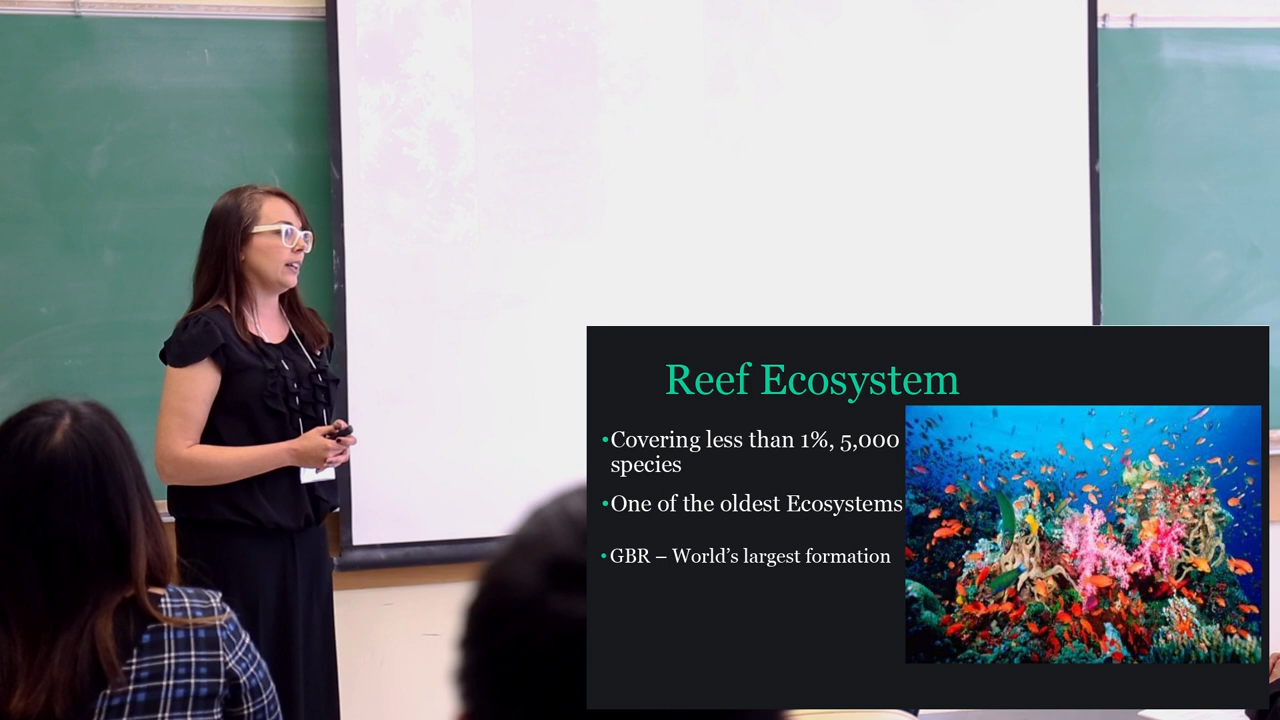 Reef Ecosystem
•Covering less than 1%, 5,000
species
•One of the oldest Ecosystems
•GBR – World’s largest formation